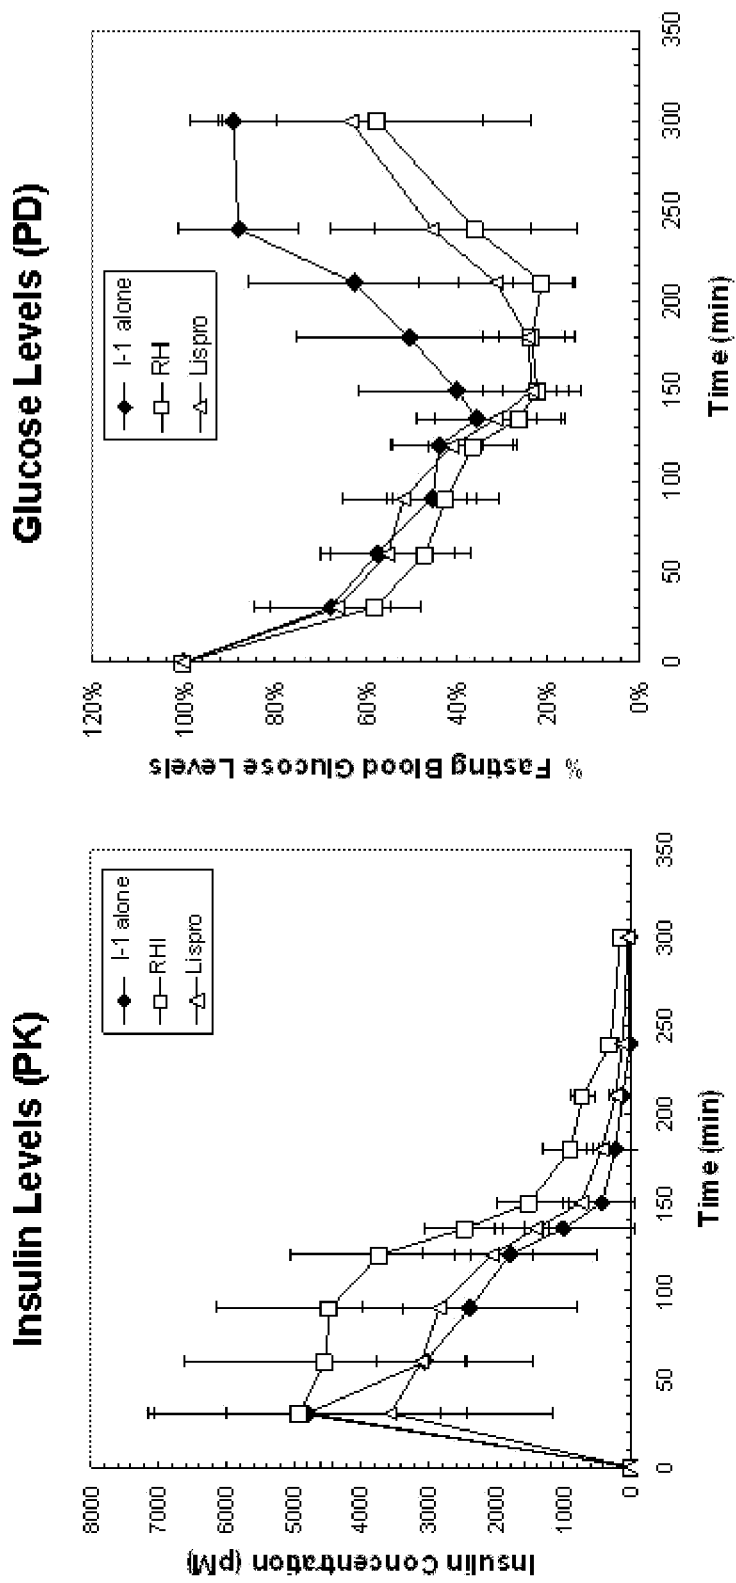 Insulin Levels (PK)
Insulin Concentration (pM)
8000
7000
6000
5000
4000
3000
2000
1000
0
I-1 alone
RHI
Lispro
0 50 100 150 200 250 300 350
Time (min)
Glucose Levels (PD)
% Fasting Blood Glucose Levels
120%
100%
80%
60%
40%
20%
0%
I-1 alone
RHI
Lispro
0 50 100 150 200 250 300 350
Time (min)